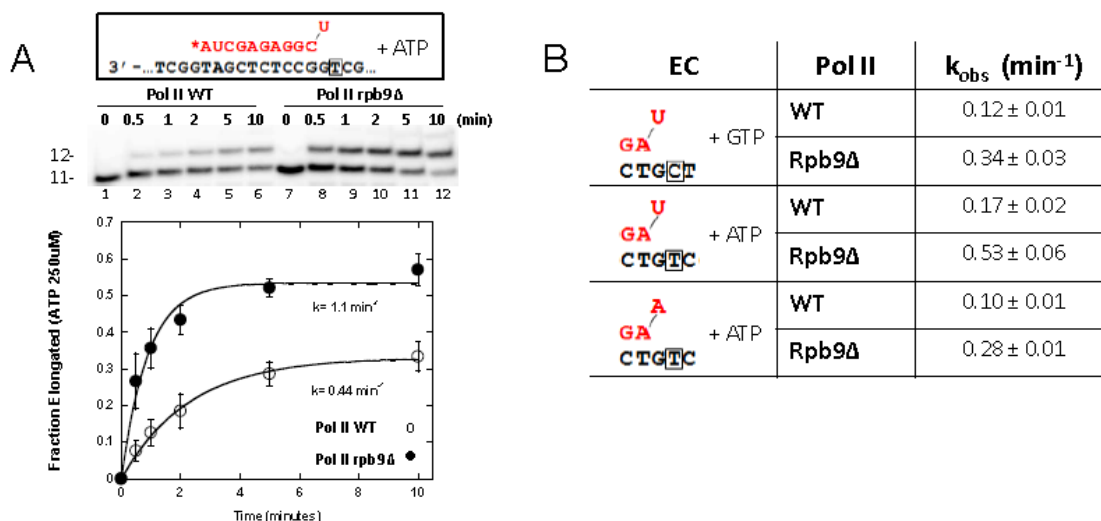 A
U
*AUCGAGAGGC
+ ATP
3' -…TCGGTAGCTCTCCGGTCG…
Pol II WT
Pol II rpb9Δ
0 0.5 1 2 5 10 0 0.5 1 2 5 10 (min)
12-
11-
1 2 3 4 5 6 7 8 9 10 11 12
Fraction Elongated (ATP 250uM)
0.7
0.6
0.5
0.4
0.3
0.2
0.1
0
k= 1.1 min-1
k= 0.44 min-1
Pol II WT ○
Pol II rpb9Δ ●
0 2 4 6 8 10
Time (minutes)
B
EC Pol II kobs (min-1)
U
GA
+ GTP
CTGCT
WT 0.12 ± 0.01
Rpb9Δ 0.34 ± 0.03
U
GA
+ ATP
CTGTC
WT 0.17 ± 0.02
Rpb9Δ 0.53 ± 0.06
A
GA
+ ATP
CTGTC
WT 0.10 ± 0.01
Rpb9Δ 0.28 ± 0.01